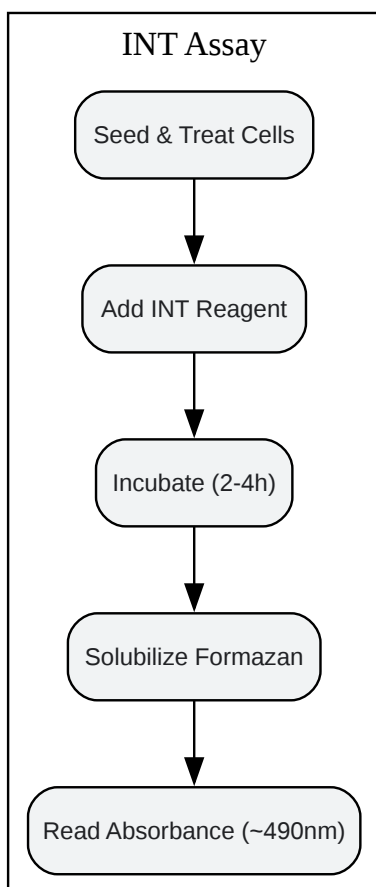 INT Assay
Seed & Treat Cells
Add INT Reagent
Incubate (2-4h)
Solubilize Formazan
Read Absorbance (~490nm)